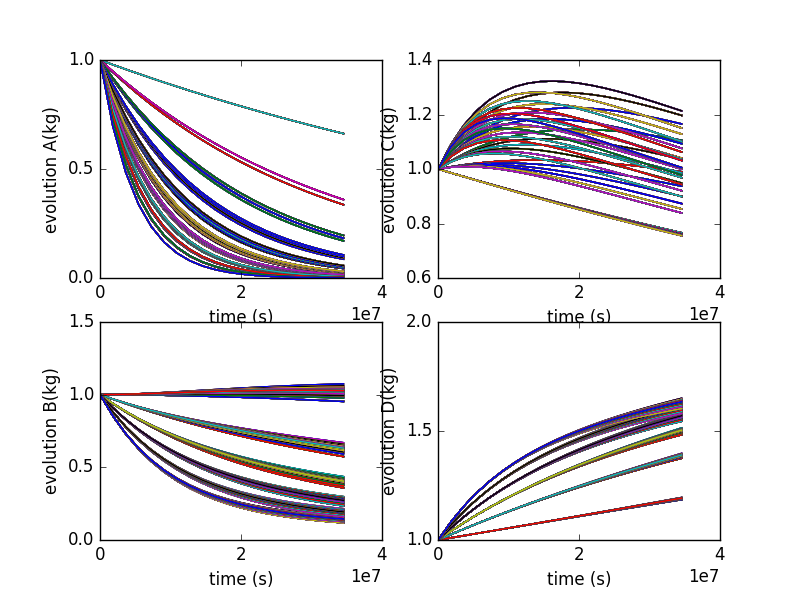 evolution A(kg)
1.0
0.5
0.0
0
2
4
1e7
time (s)
evolution C(kg)
1.4
1.2
1.0
0.8
0.6
0
2
4
1e7
time (s)
evolution B(kg)
1.5
1.0
0.5
0.0
0
2
4
1e7
time (s)
evolution D(kg)
2.0
1.5
1.0
0
2
4
1e7
time (s)